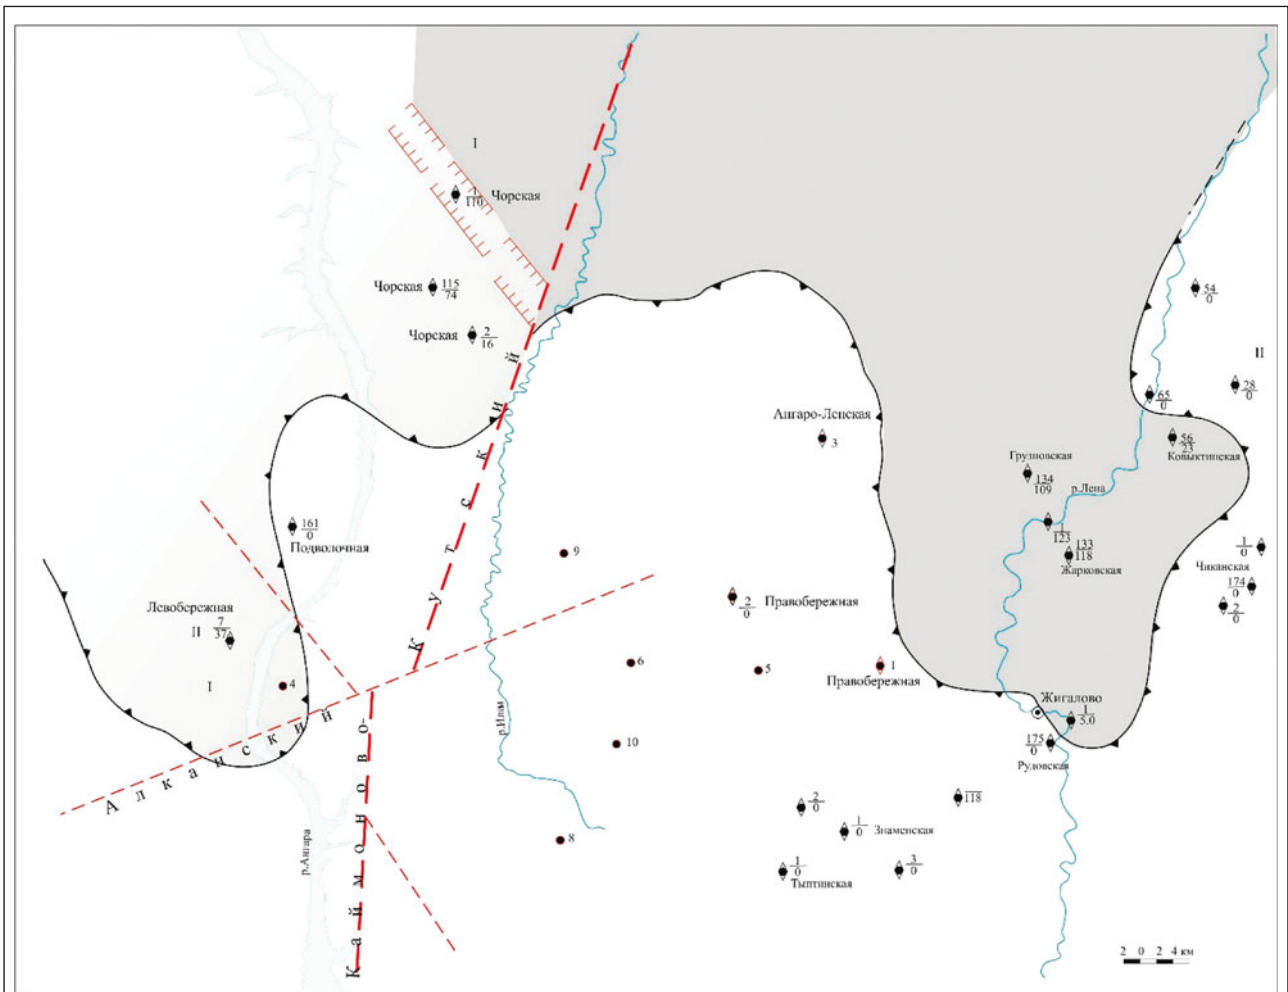 I
1
110
Чорская
Чорская
115
74
54
0
Чорская
2
16
II
28
0
65
0
Ангаро-Ленская
3
56
23
Ковыктинская
Грузновская
134
109
р.Лена
161
0
Подволочная
1
123
133
118
Жарковская
1
0
Чиканская
174
0
2
0
9
2
0
Правобережная
Левобережная
II
7
37
6
5
1
Правобережная
I
4
Жигалово
1
5.0
р.Илим
10
175
0
Рудовская
118
2
0
1
0
Знаменская
8
1
0
Тыптинская
3
0
р.Ангара
Алканский
Каймоново-
Кутский
2 0 2 4 км